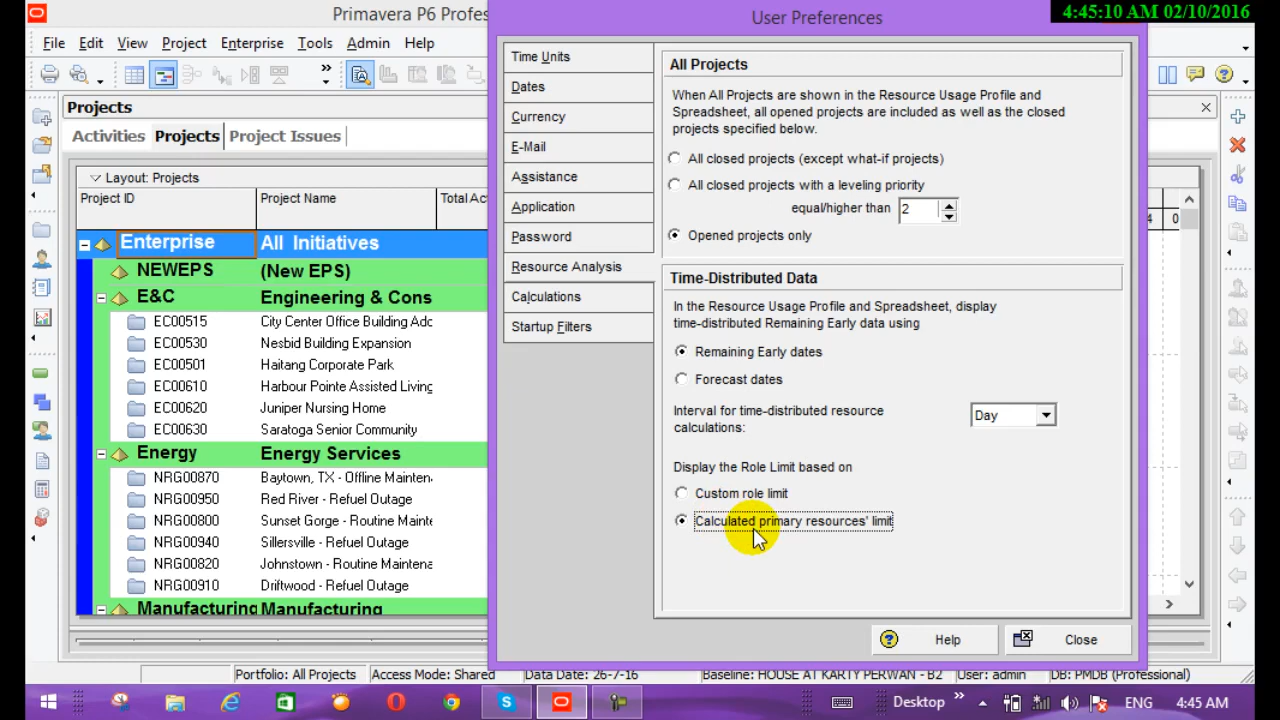 Primavera P6 Profes
User Preferences
4:45:10 AM 02/10/2016
File Edit View Project Enterprise Tools Admin Help
Projects
Activities Projects Project Issues
Layout: Projects
Project ID Project Name Total Ac
Enterprise All Initiatives
NEWEPS (New EPS)
E&C Engineering & Cons
EC00515 City Center Office Building Adc
EC00530 Nesbid Building Expansion
EC00501 Haitang Corporate Park
EC00610 Harbour Pointe Assisted Living
EC00620 Juniper Nursing Home
EC00630 Saratoga Senior Community
Energy Energy Services
NRG00870 Baytown, TX - Offline Mainten
NRG00950 Red River - Refuel Outage
NRG00800 Sunset Gorge - Routine Mainte
NRG00940 Sillersville - Refuel Outage
NRG00820 Johnstown - Routine Maintena
NRG00910 Driftwood - Refuel Outage
Manufacturing Manufacturing
Time Units
Dates
Currency
E-Mail
Assistance
Application
Password
Resource Analysis
Calculations
Startup Filters
All Projects
When All Projects are shown in the Resource Usage Profile and
Spreadsheet, all opened projects are included as well as the closed
projects specified below.
All closed projects (except what-if projects)
All closed projects with a leveling priority
equal/higher than 2
Opened projects only
Time-Distributed Data
In the Resource Usage Profile and Spreadsheet, display
time-distributed Remaining Early data using
Remaining Early dates
Forecast dates
Interval for time-distributed resource
calculations:
Day
Display the Role Limit based on
Custom role limit
Calculated primary resources' limit
Help
Close
4 0
Portfolio: All Projects Access Mode: Shared Data Date: 26-7-16 Baseline: HOUSE AT KARTY PERWAN - B2 User: admin DB: PMDB (Professional)
Desktop ENG 4:45 AM